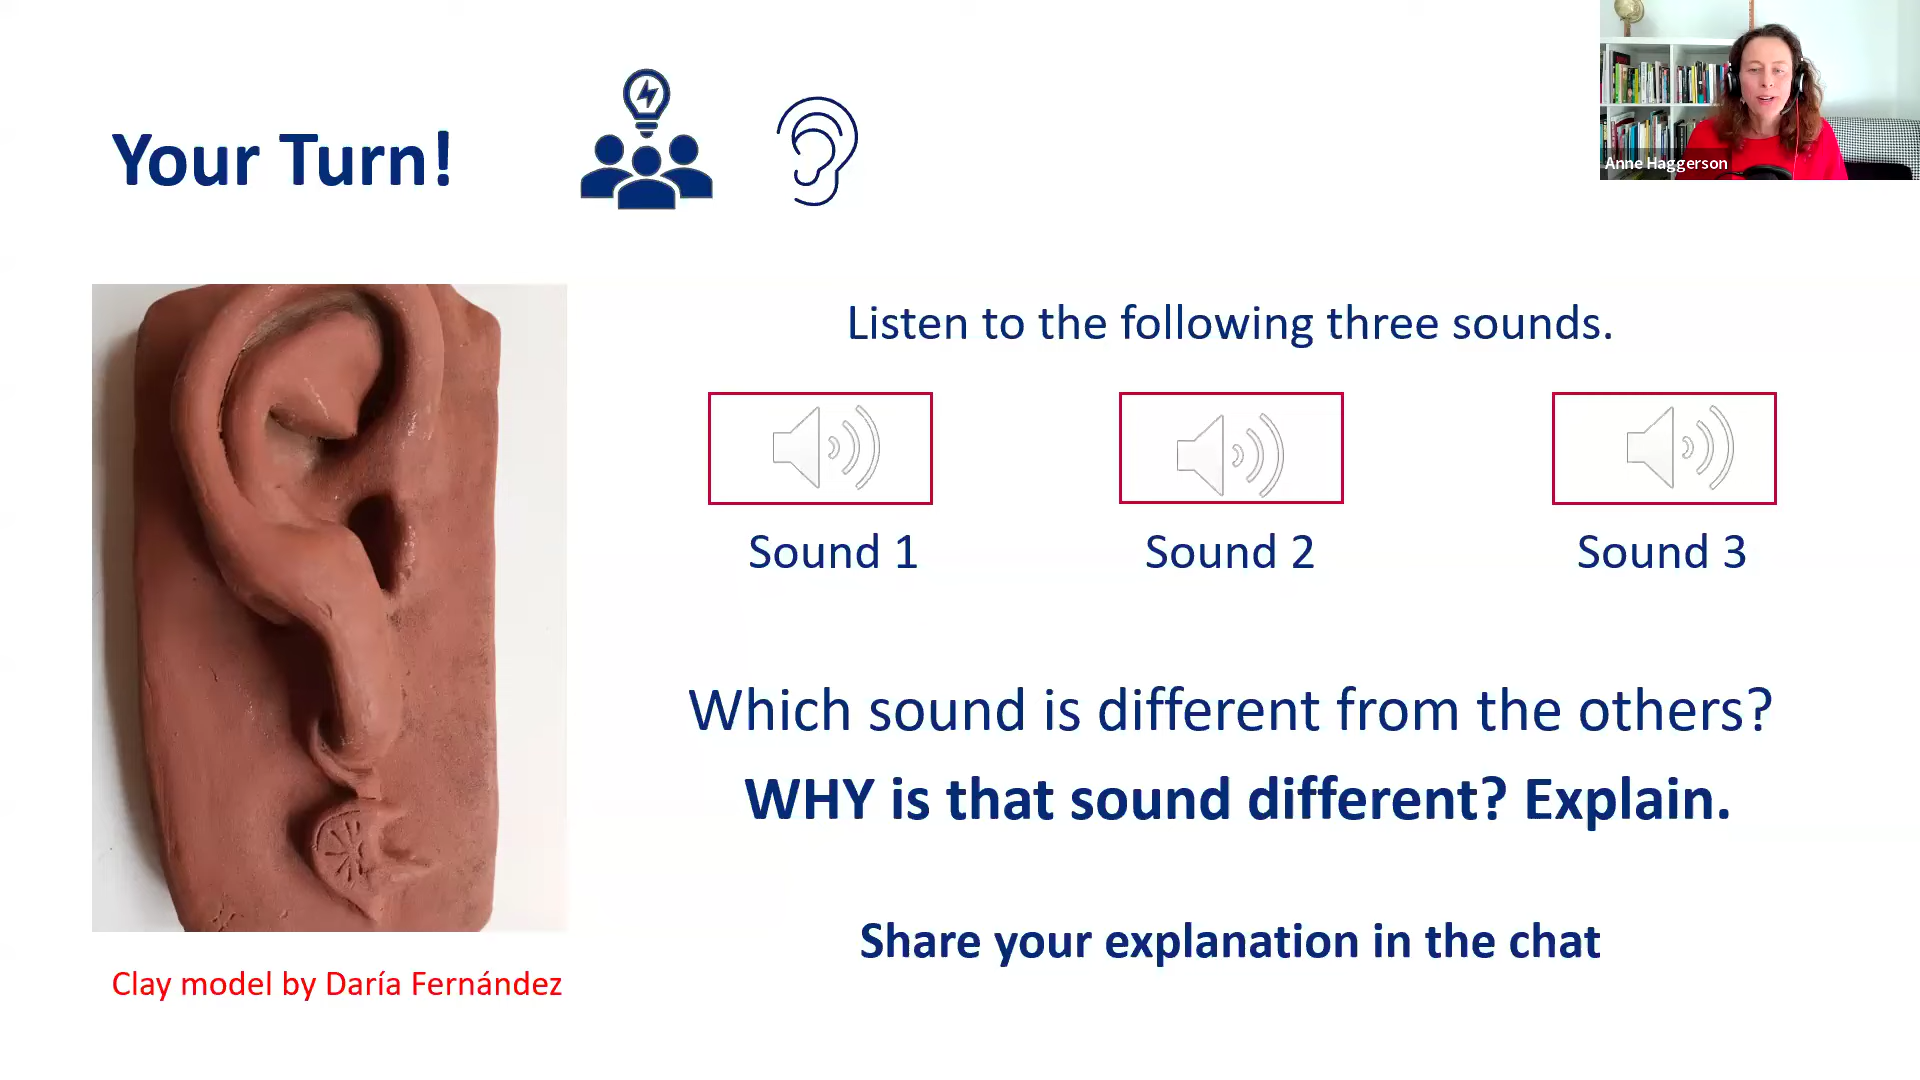 Your Turn!
Anne Haggerson
Listen to the following three sounds.
Sound 1
Sound 2
Sound 3
Which sound is different from the others?
WHY is that sound different? Explain.
Share your explanation in the chat
Clay model by Daría Fernández